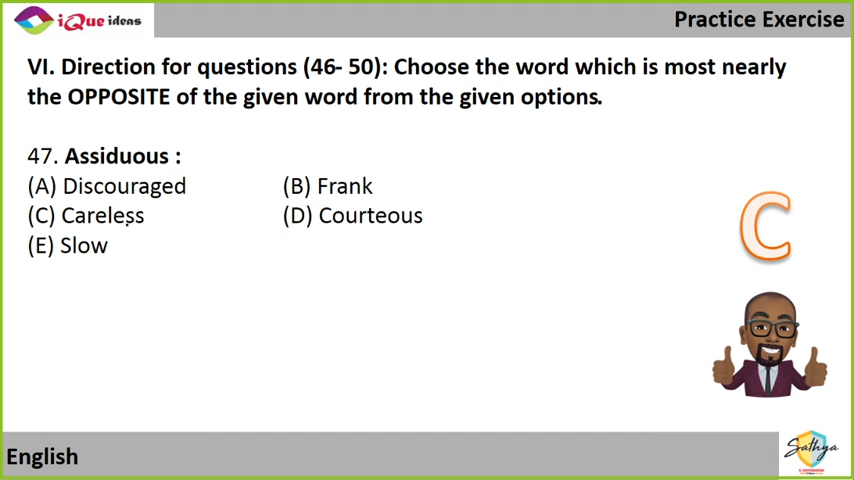 iQue ideas
Practice Exercise
VI. Direction for questions (46- 50): Choose the word which is most nearly
the OPPOSITE of the given word from the given options.
47. Assiduous :
(A) Discouraged (B) Frank
(C) Careless (D) Courteous
(E) Slow
C
English
Sathya